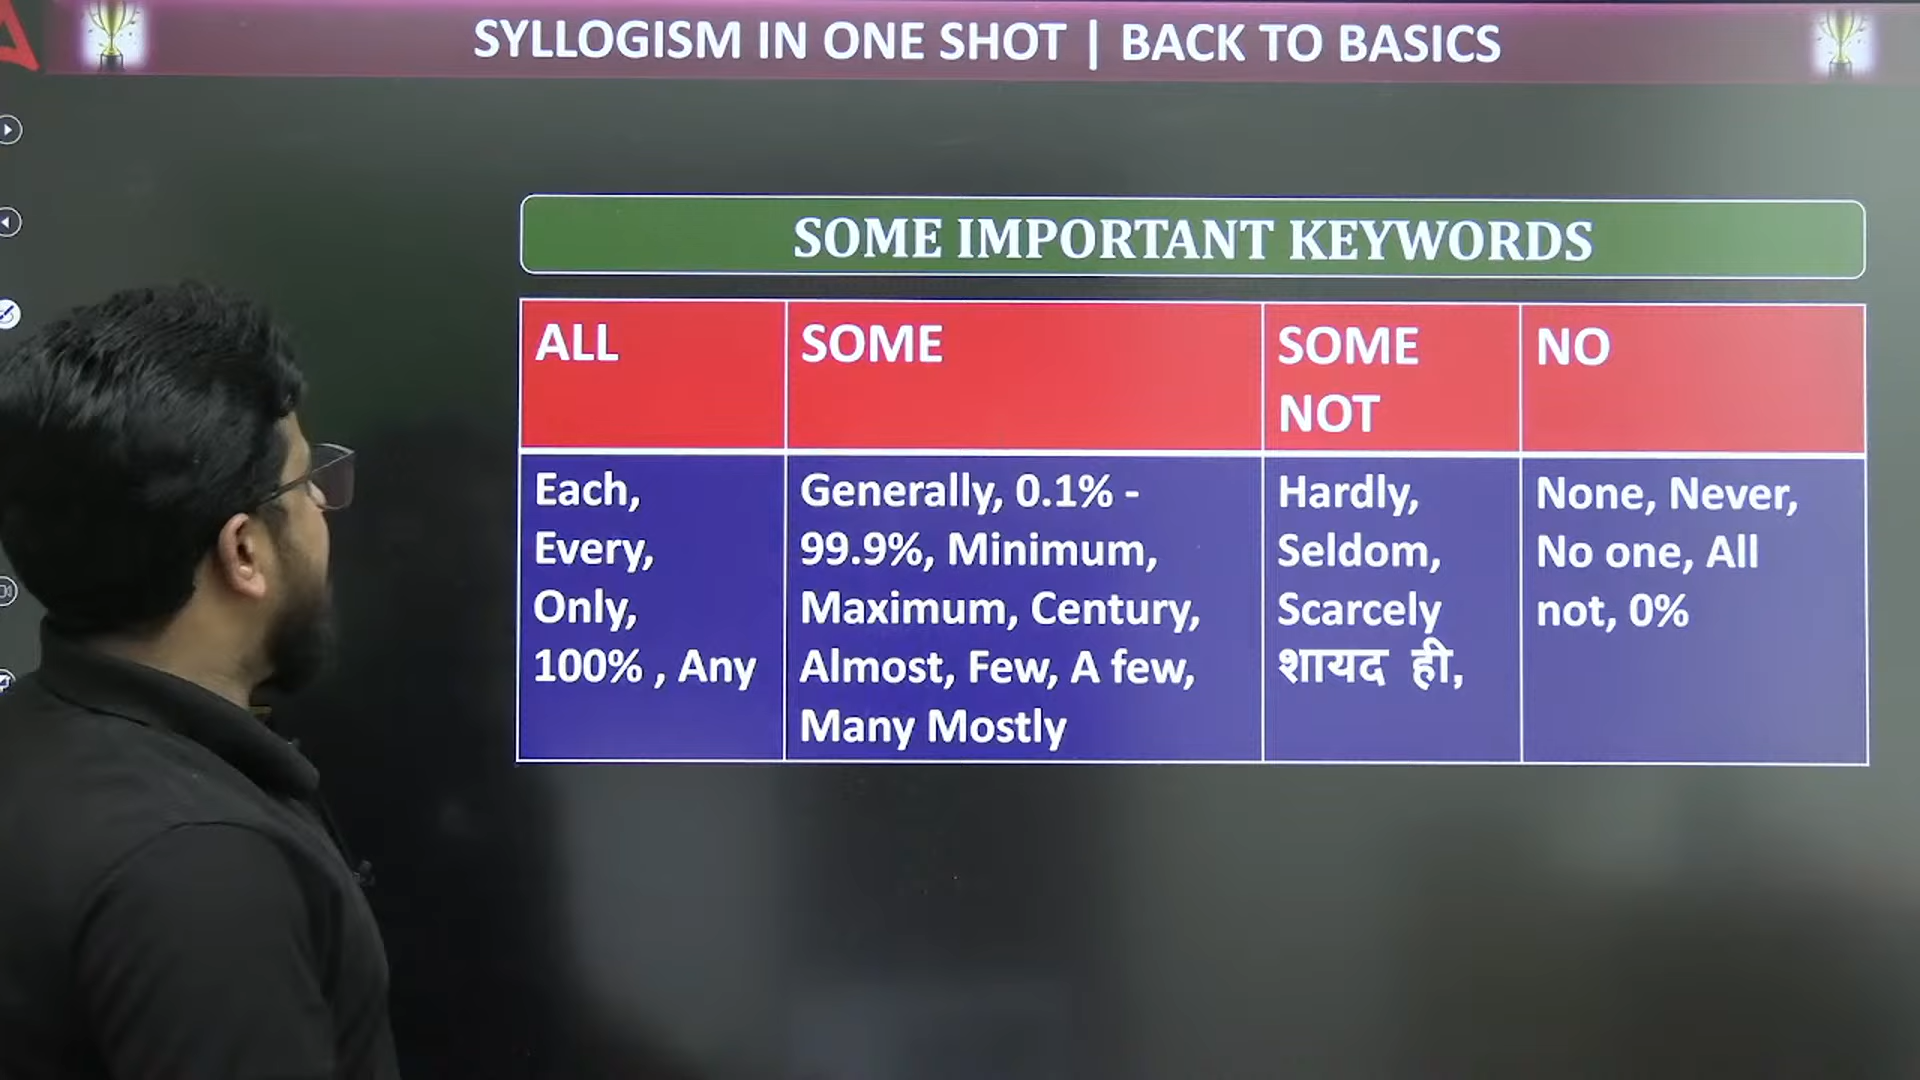 SYLLOGISM IN ONE SHOT | BACK TO BASICS
SOME IMPORTANT KEYWORDS
ALL
SOME
SOME
NOT
NO
Each,
Every,
Only,
100% , Any
Generally, 0.1% -
99.9%, Minimum,
Maximum, Century,
Almost, Few, A few,
Many Mostly
Hardly,
Seldom,
Scarcely
शायद ही,
None, Never,
No one, All
not, 0%